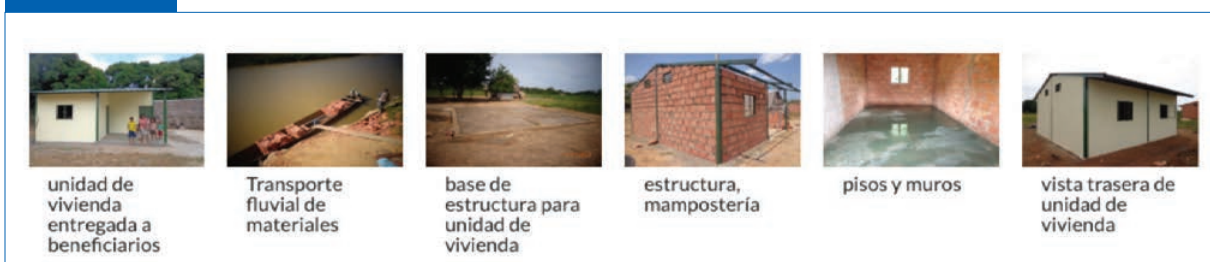 unidad de
vivienda
entregada a
beneficiarios
Transporte
fluvial de
materiales
base de
estructura para
unidad de
vivienda
estructura,
mampostería
pisos y muros
vista trasera de
unidad de
vivienda